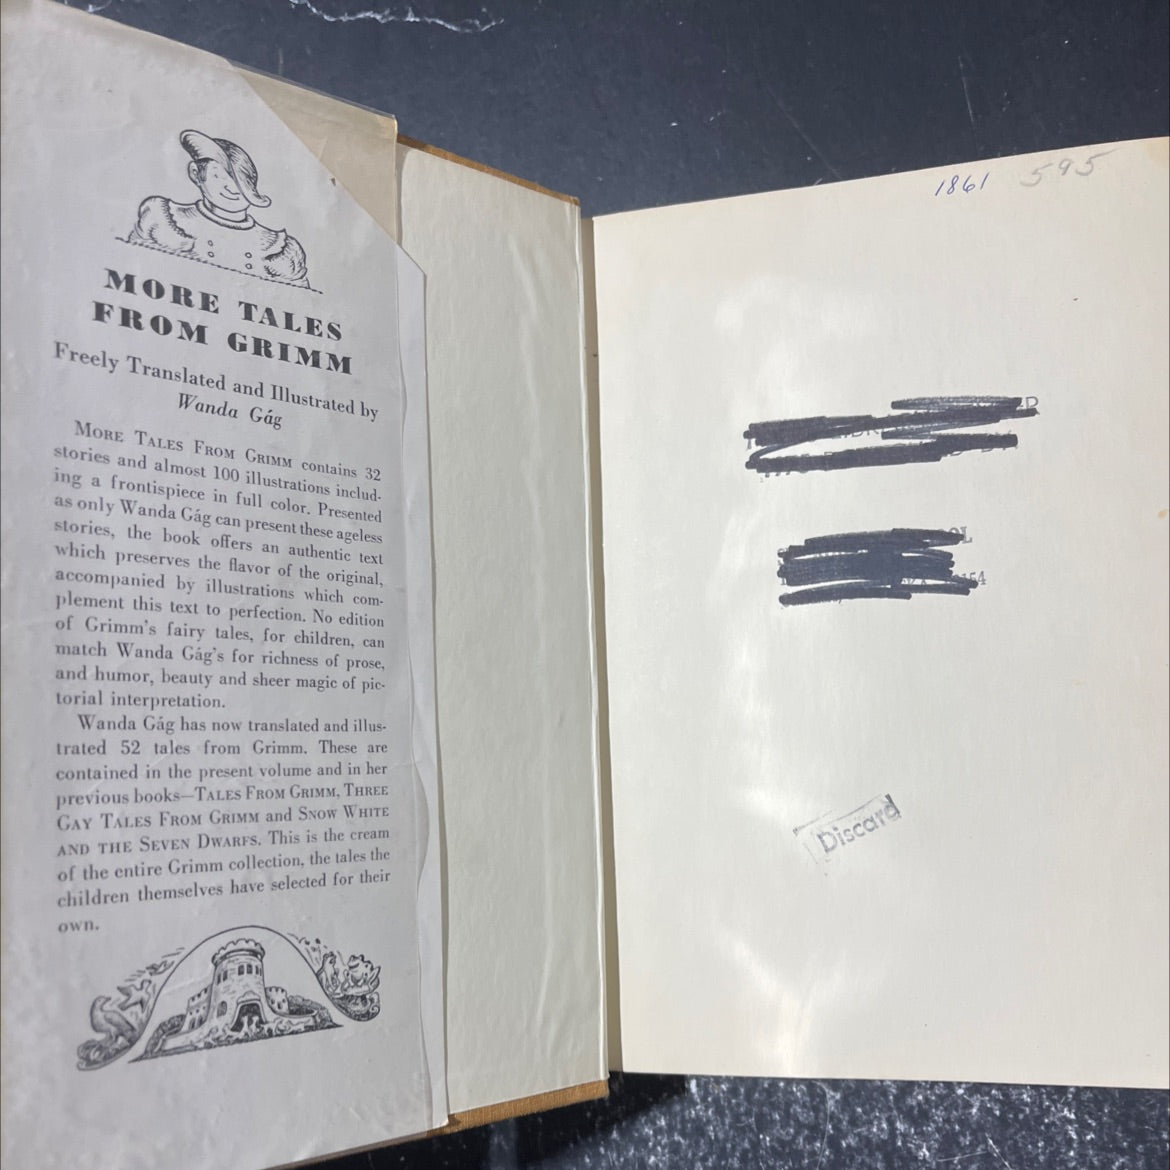 MORE TALES
FROM GRIMM
Freely Translated and Illustrated by
Wanda Gág
MORE TALES FROM GRIMM contains 32
stories and almost 100 illustrations includ-
ing a frontispiece in full color. Presented
as only Wanda Gág can present these ageless
stories, the book offers an authentic text
which preserves the flavor of the original,
accompanied by illustrations which com-
plement this text to perfection. No edition
of Grimm's fairy tales, for children, can
match Wanda Gág's for richness of prose,
and humor, beauty and sheer magic of pic-
torial interpretation.
Wanda Gág has now translated and illus-
trated 52 tales from Grimm. These are
contained in the present volume and in her
previous books—TALES FROM GRIMM, THREE
GAY TALES FROM GRIMM and SNOW WHITE
AND THE SEVEN DWARFS. This is the cream
of the entire Grimm collection, the tales the
children themselves have selected for their
own.
1861 595
Discard